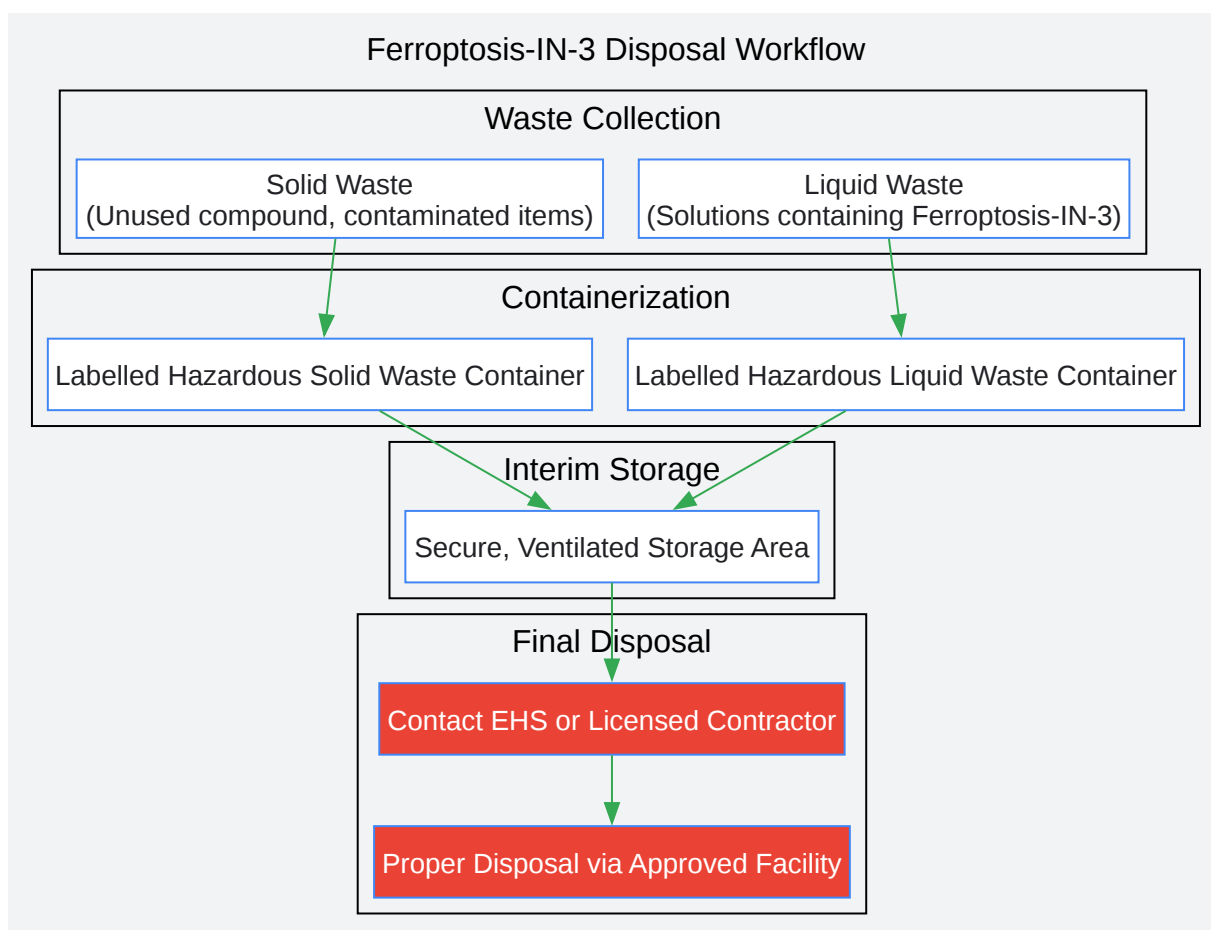 Ferroptosis-IN-3 Disposal Workflow
Waste Collection
Solid Waste
(Unused compound, contaminated items)
Liquid Waste
(Solutions containing Ferroptosis-IN-3)
Containerization
Labelled Hazardous Solid Waste Container
Labelled Hazardous Liquid Waste Container
Interim Storage
Secure, Ventilated Storage Area
Final Disposal
Contact EHS or Licensed Contractor
Proper Disposal via Approved Facility